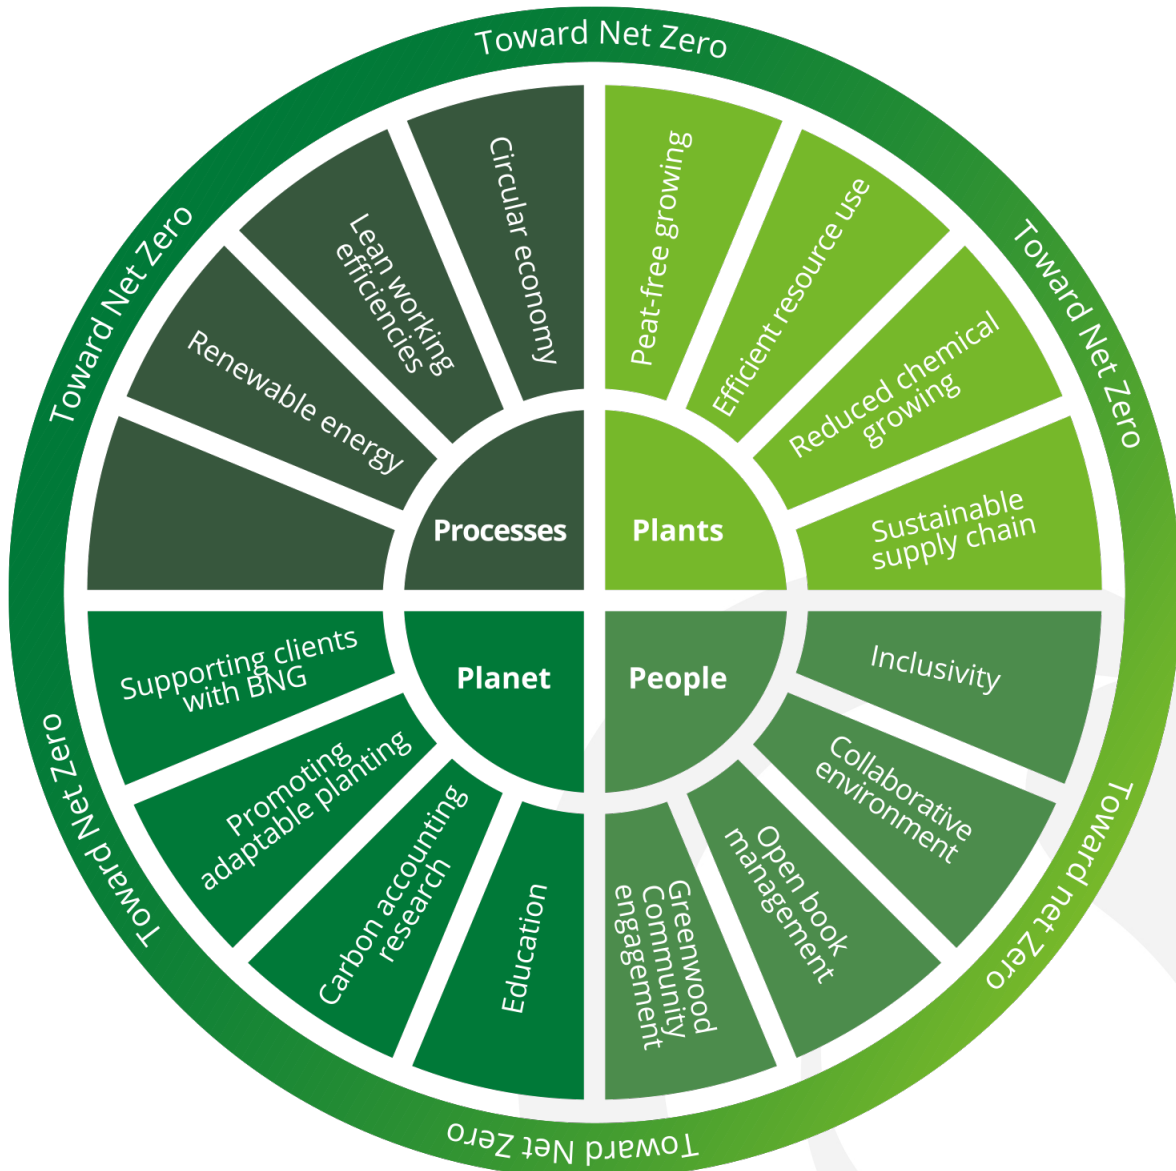 Toward Net Zero
Toward Net Zero
Toward net Zero
Toward Net Zero
Toward Net Zero
Toward Net Zero
Processes
Circular economy
Lean working
efficiencies
Renewable energy
Plants
Peat-free growing
Efficient resource use
Reduced chemical
growing
Sustainable
supply chain
People
Inclusivity
Collaborative
environment
Open book
management
Greenwood
Community
engagement
Planet
Education
Carbon accounting
research
Promoting
adaptable planting
Supporting clients
with BNG